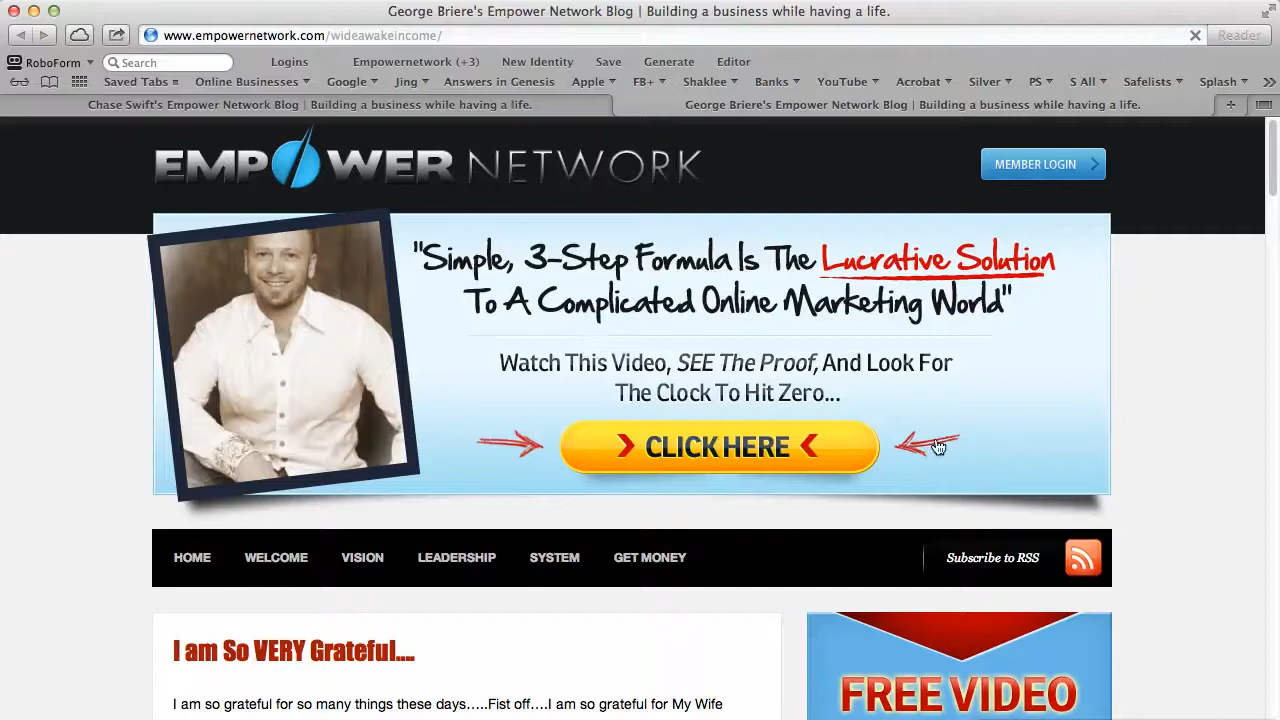 George Briere's Empower Network Blog | Building a business while having a life.
www.empowernetwork.com/wideawakeincome/
Reader
RoboForm
Search
Logins
Empowernetwork (+3)
New Identity
Save
Generate
Editor
Saved Tabs
Online Businesses
Google
Jing
Answers in Genesis
Apple
FB+
Shaklee
Banks
YouTube
Acrobat
Silver
PS
S All
Safelists
Splash
Chase Swift's Empower Network Blog | Building a business while having a life.
George Briere's Empower Network Blog | Building a business while having a life.
EMPOWER NETWORK
MEMBER LOGIN
"Simple, 3-Step Formula Is The Lucrative Solution
To A Complicated Online Marketing World"
Watch This Video, SEE The Proof, And Look For
The Clock To Hit Zero...
CLICK HERE
HOME
WELCOME
VISION
LEADERSHIP
SYSTEM
GET MONEY
Subscribe to RSS
I am So VERY Grateful....
FREE VIDEO
I am so grateful for so many things these days.....Fist off....I am so grateful for My Wife